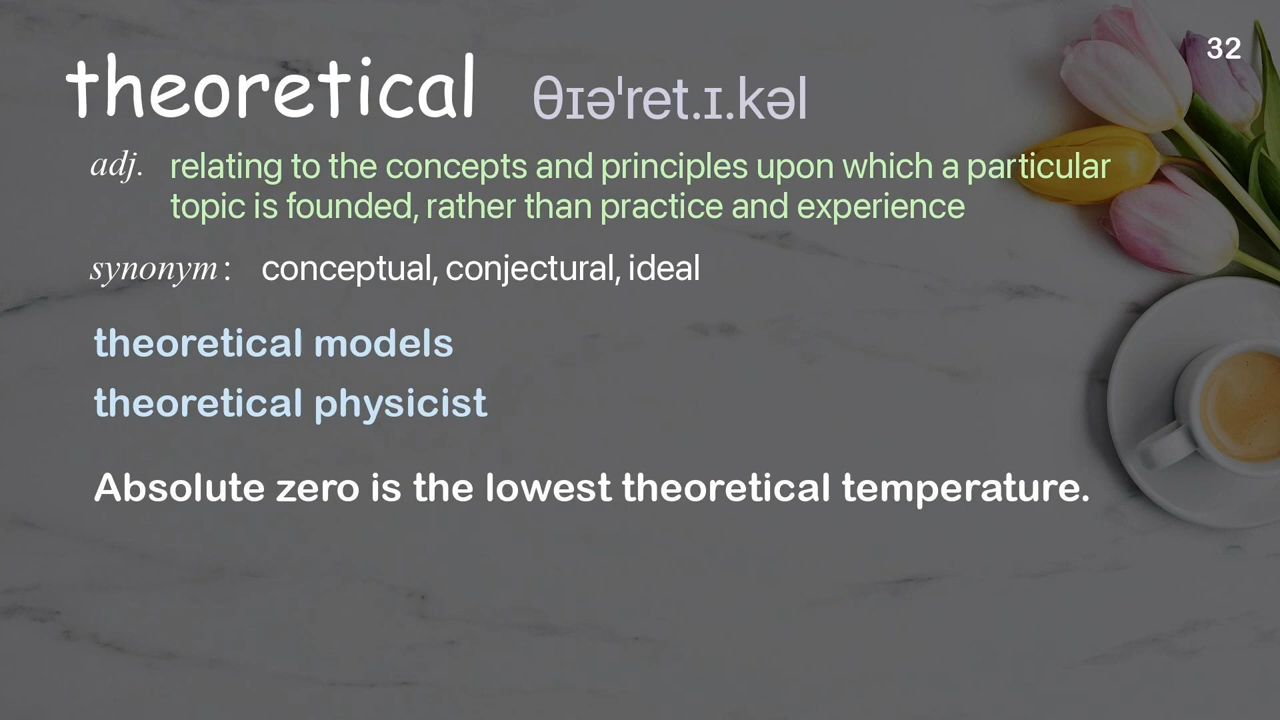 32
theoretical θɪəˈret.ɪ.kəl
adj. relating to the concepts and principles upon which a particular
topic is founded, rather than practice and experience
synonym: conceptual, conjectural, ideal
theoretical models
theoretical physicist
Absolute zero is the lowest theoretical temperature.